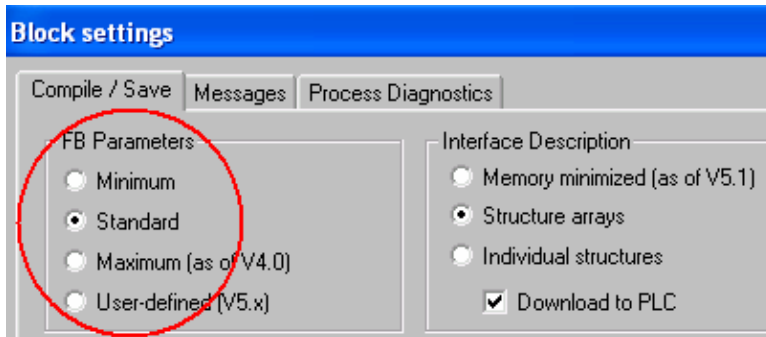 Block settings
Compile / Save
Messages
Process Diagnostics
FB Parameters
Minimum
Standard
Maximum (as of V4.0)
User-defined (V5.x)
Interface Description
Memory minimized (as of V5.1)
Structure arrays
Individual structures
Download to PLC